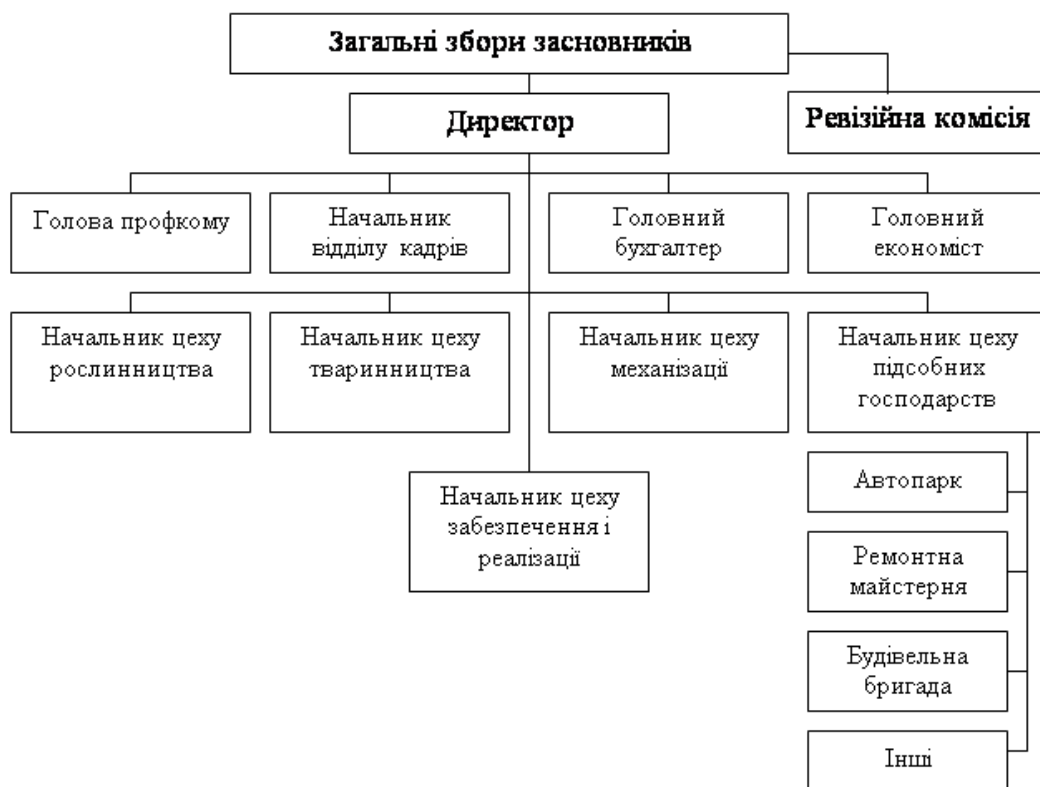 Загальні збори засновників
Директор
Ревізійна комісія
Голова профкому
Начальник
відділу кадрів
Головний
бухгалтер
Головний
економіст
Начальник цеху
рослинництва
Начальник цеху
тваринництва
Начальник цеху
механізації
Начальник цеху
підсобних
господарств
Начальник цеху
забезпечення і
реалізації
Автопарк
Ремонтна
майстерня
Будівельна
бригада
Інші